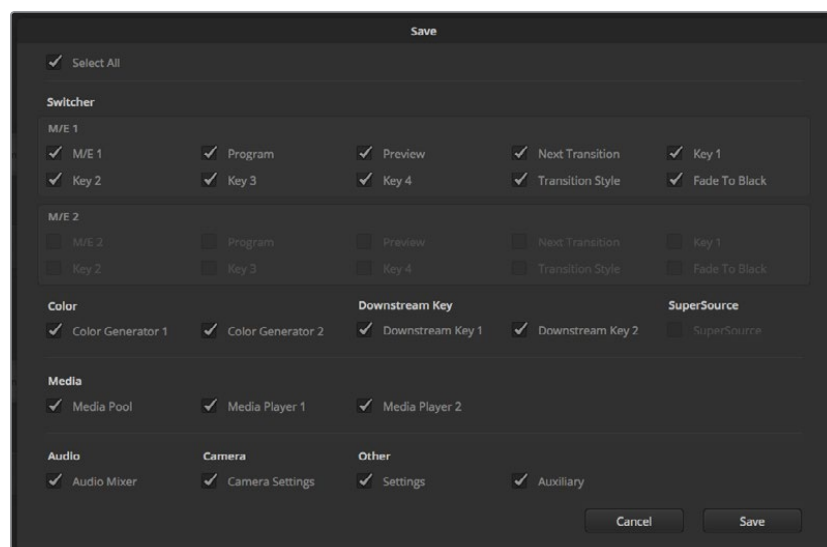 Save
Select All
Switcher
M/E 1
M/E 1 Program Preview Next Transition Key 1
Key 2 Key 3 Key 4 Transition Style Fade To Black
M/E 2
M/E 2 Program Preview Next Transition Key 1
Key 2 Key 3 Key 4 Transition Style Fade To Black
Color Downstream Key SuperSource
Color Generator 1 Color Generator 2 Downstream Key 1 Downstream Key 2 SuperSource
Media
Media Pool Media Player 1 Media Player 2
Audio Camera Other
Audio Mixer Camera Settings Settings Auxiliary
Cancel Save